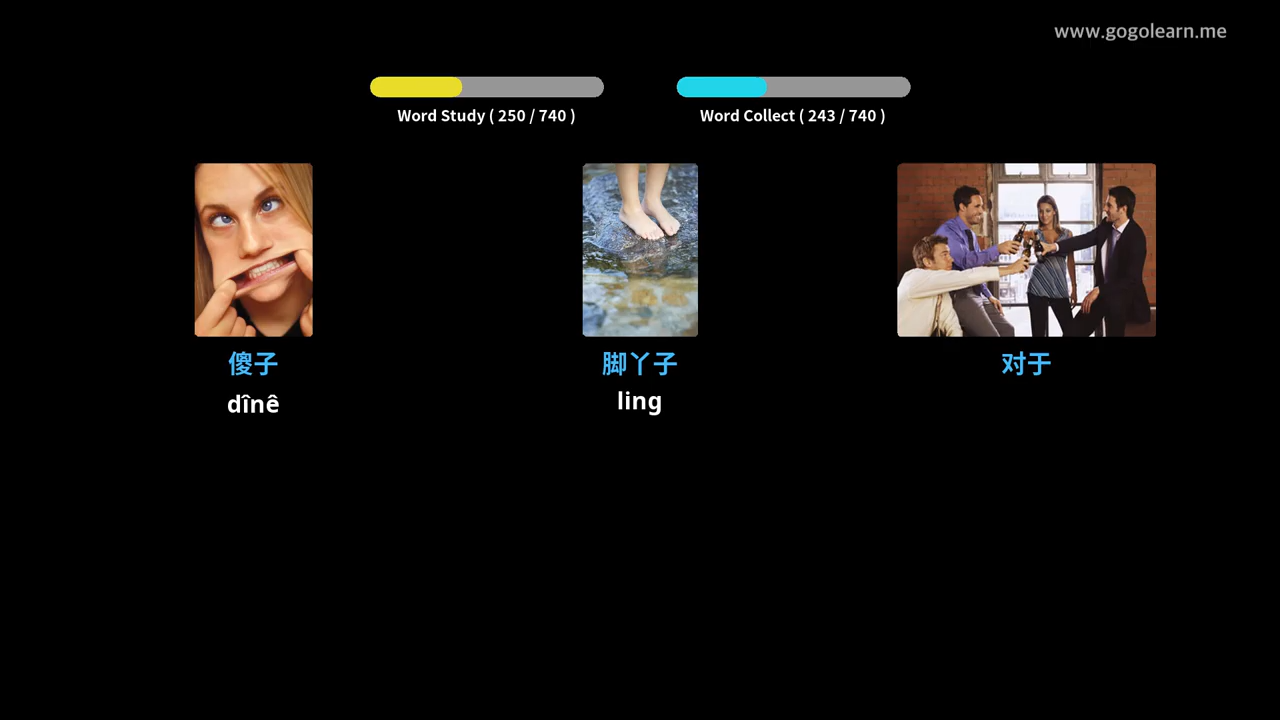 www.gogolearn.me
Word Study ( 250 / 740 )
Word Collect ( 243 / 740 )
傻子
脚丫子
对于
dînê
ling